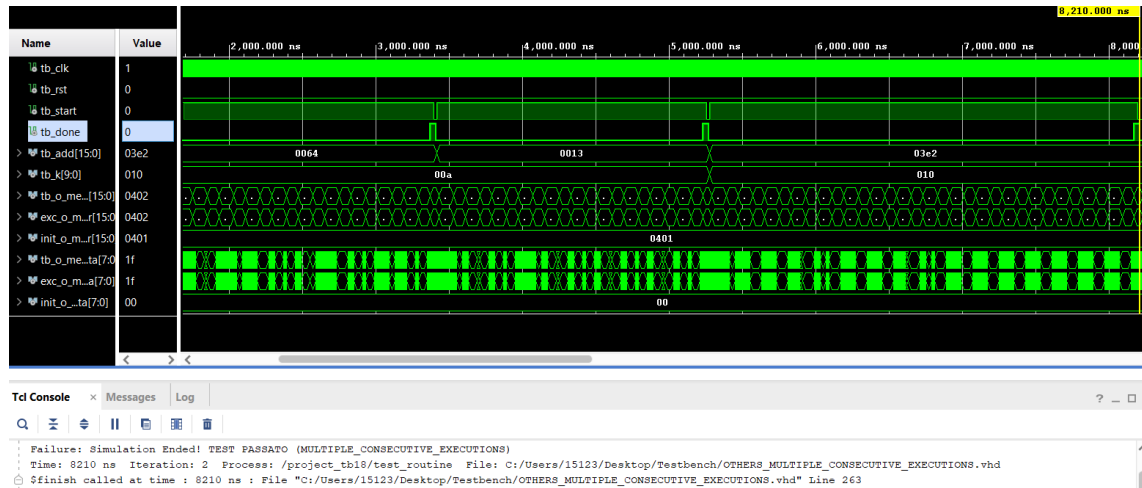 8,210.000 ns
Name Value
2,000.000 ns 3,000.000 ns 4,000.000 ns 5,000.000 ns 6,000.000 ns 7,000.000 ns 8,000
tb_clk 1
tb_rst 0
tb_start 0
tb_done 0
tb_add[15:0] 03e2 0064 0013 03e2
tb_k[9:0] 010 00a 010
tb_o_me...[15:0] 0402
exc_o_m...r[15:0 0402
init_o_m...r[15:0 0401 0401
tb_o_me...ta[7:0 1f
exc_o_m...a[7:0] 1f
init_o_...ta[7:0] 00 00
Tcl Console × Messages Log
Failure: Simulation Ended! TEST PASSATO (MULTIPLE_CONSECUTIVE_EXECUTIONS)
Time: 8210 ns Iteration: 2 Process: /project_tb18/test_routine File: C:/Users/15123/Desktop/Testbench/OTHERS_MULTIPLE_CONSECUTIVE_EXECUTIONS.vhd
$finish called at time : 8210 ns : File "C:/Users/15123/Desktop/Testbench/OTHERS_MULTIPLE_CONSECUTIVE_EXECUTIONS.vhd" Line 263